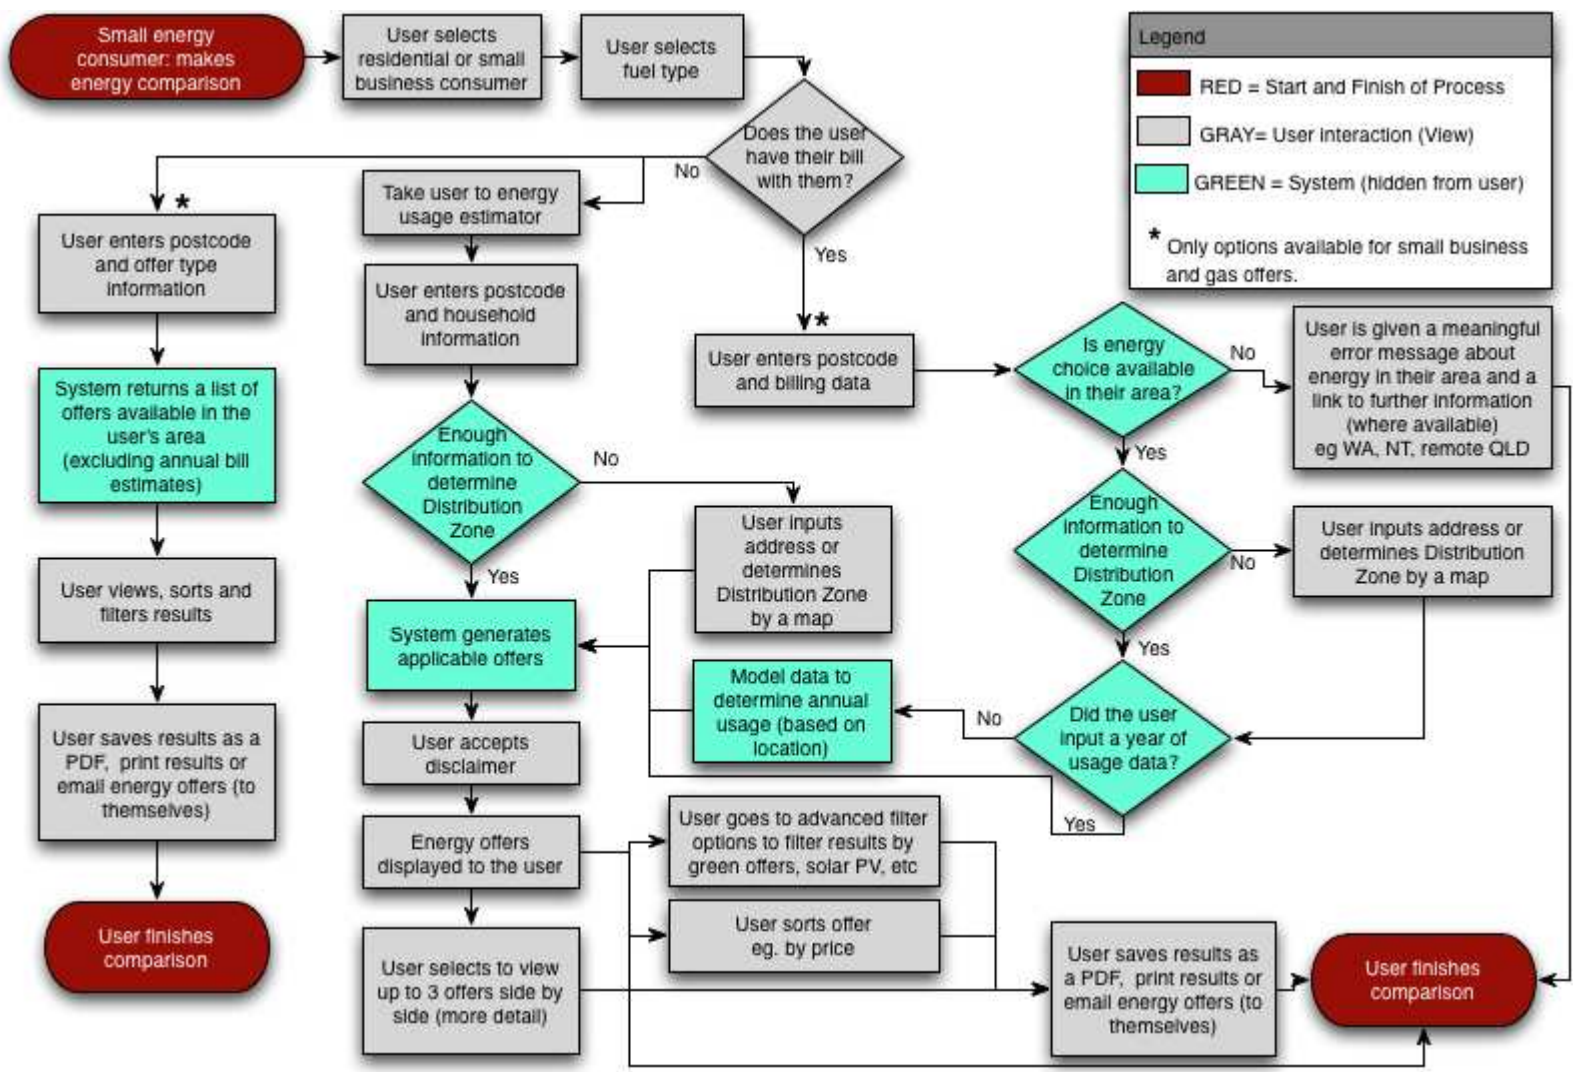 Small energy
consumer: makes
energy comparison
User selects
residential or small
business consumer
User selects
fuel type
Legend
RED = Start and Finish of Process
GRAY= User interaction (View)
GREEN = System (hidden from user)
* Only options available for small business
and gas offers.
Does the user
have their bill
with them?
No
Yes
*
User enters postcode
and offer type
information
System returns a list of
offers available in the
user's area
(excluding annual bill
estimates)
User views, sorts and
filters results
User saves results as a
PDF, print results or
email energy offers (to
themselves)
User finishes
comparison
Take user to energy
usage estimator
User enters postcode
and household
information
Enough
information to
determine
Distribution
Zone
No
Yes
User inputs
address or
determines
Distribution Zone
by a map
System generates
applicable offers
User accepts
disclaimer
Energy offers
displayed to the user
User selects to view
up to 3 offers side by
side (more detail)
*
User enters postcode
and billing data
Is energy
choice available
in their area?
No
Yes
User is given a meaningful
error message about
energy in their area and a
link to further information
(where available)
eg WA, NT, remote QLD
Enough
information to
determine
Distribution
Zone
No
Yes
User inputs address or
determines Distribution
Zone by a map
Did the user
input a year of
usage data?
No
Yes
Model data to
determine annual
usage (based on
location)
User goes to advanced filter
options to filter results by
green offers, solar PV, etc
User sorts offer
eg. by price
User saves results as
a PDF, print results or
email energy offers (to
themselves)
User finishes
comparison